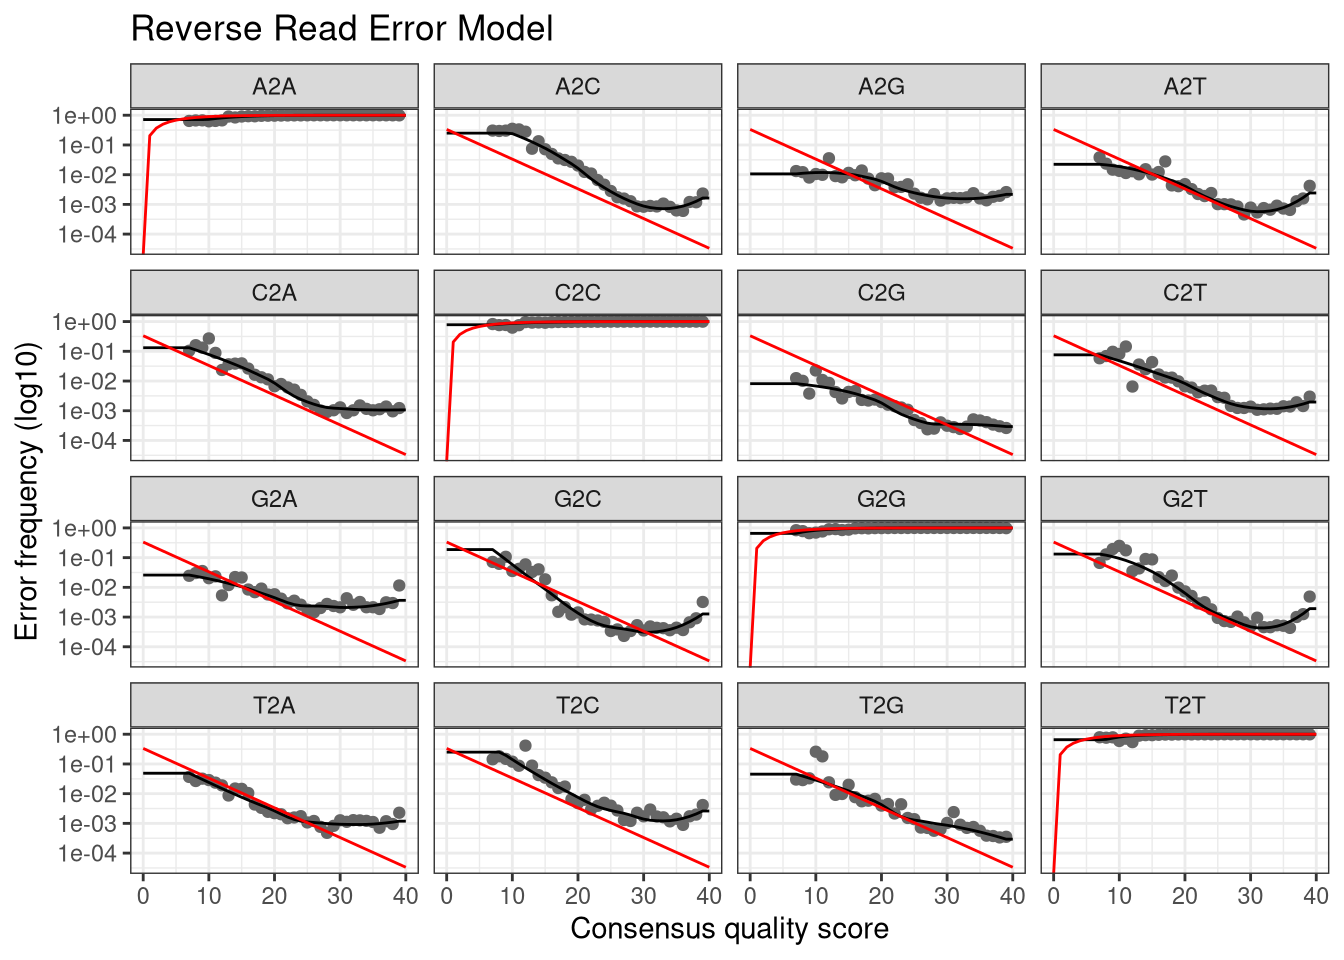 Reverse Read Error Model
A2A A2C A2G A2T
1e+00
1e-01
1e-02
1e-03
1e-04
C2A C2C C2G C2T
1e+00
1e-01
1e-02
1e-03
1e-04
G2A G2C G2G G2T
1e+00
1e-01
1e-02
1e-03
1e-04
T2A T2C T2G T2T
1e+00
1e-01
1e-02
1e-03
1e-04
Error frequency (log10)
0 10 20 30 40 0 10 20 30 40 0 10 20 30 40 0 10 20 30 40
Consensus quality score